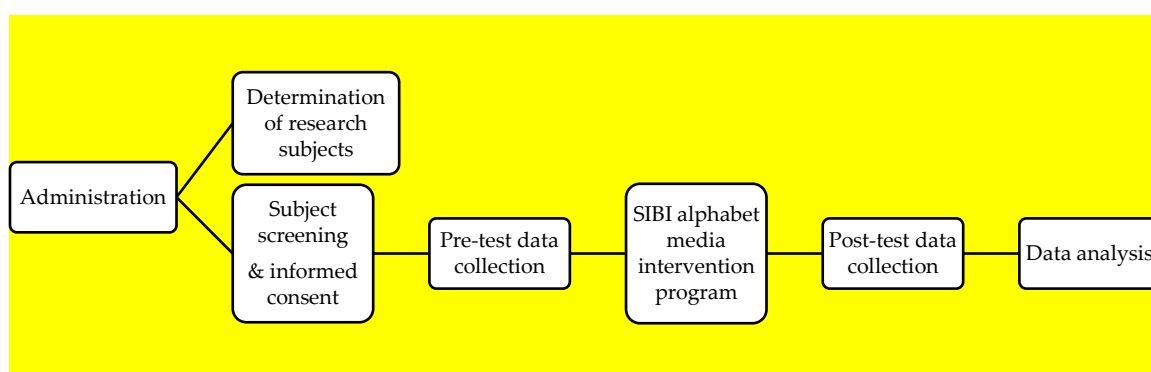 Administration
Determination
of research
subjects
Subject
screening
& informed
consent
Pre-test data
collection
SIBI alphabet
media
intervention
program
Post-test data
collection
Data analysis